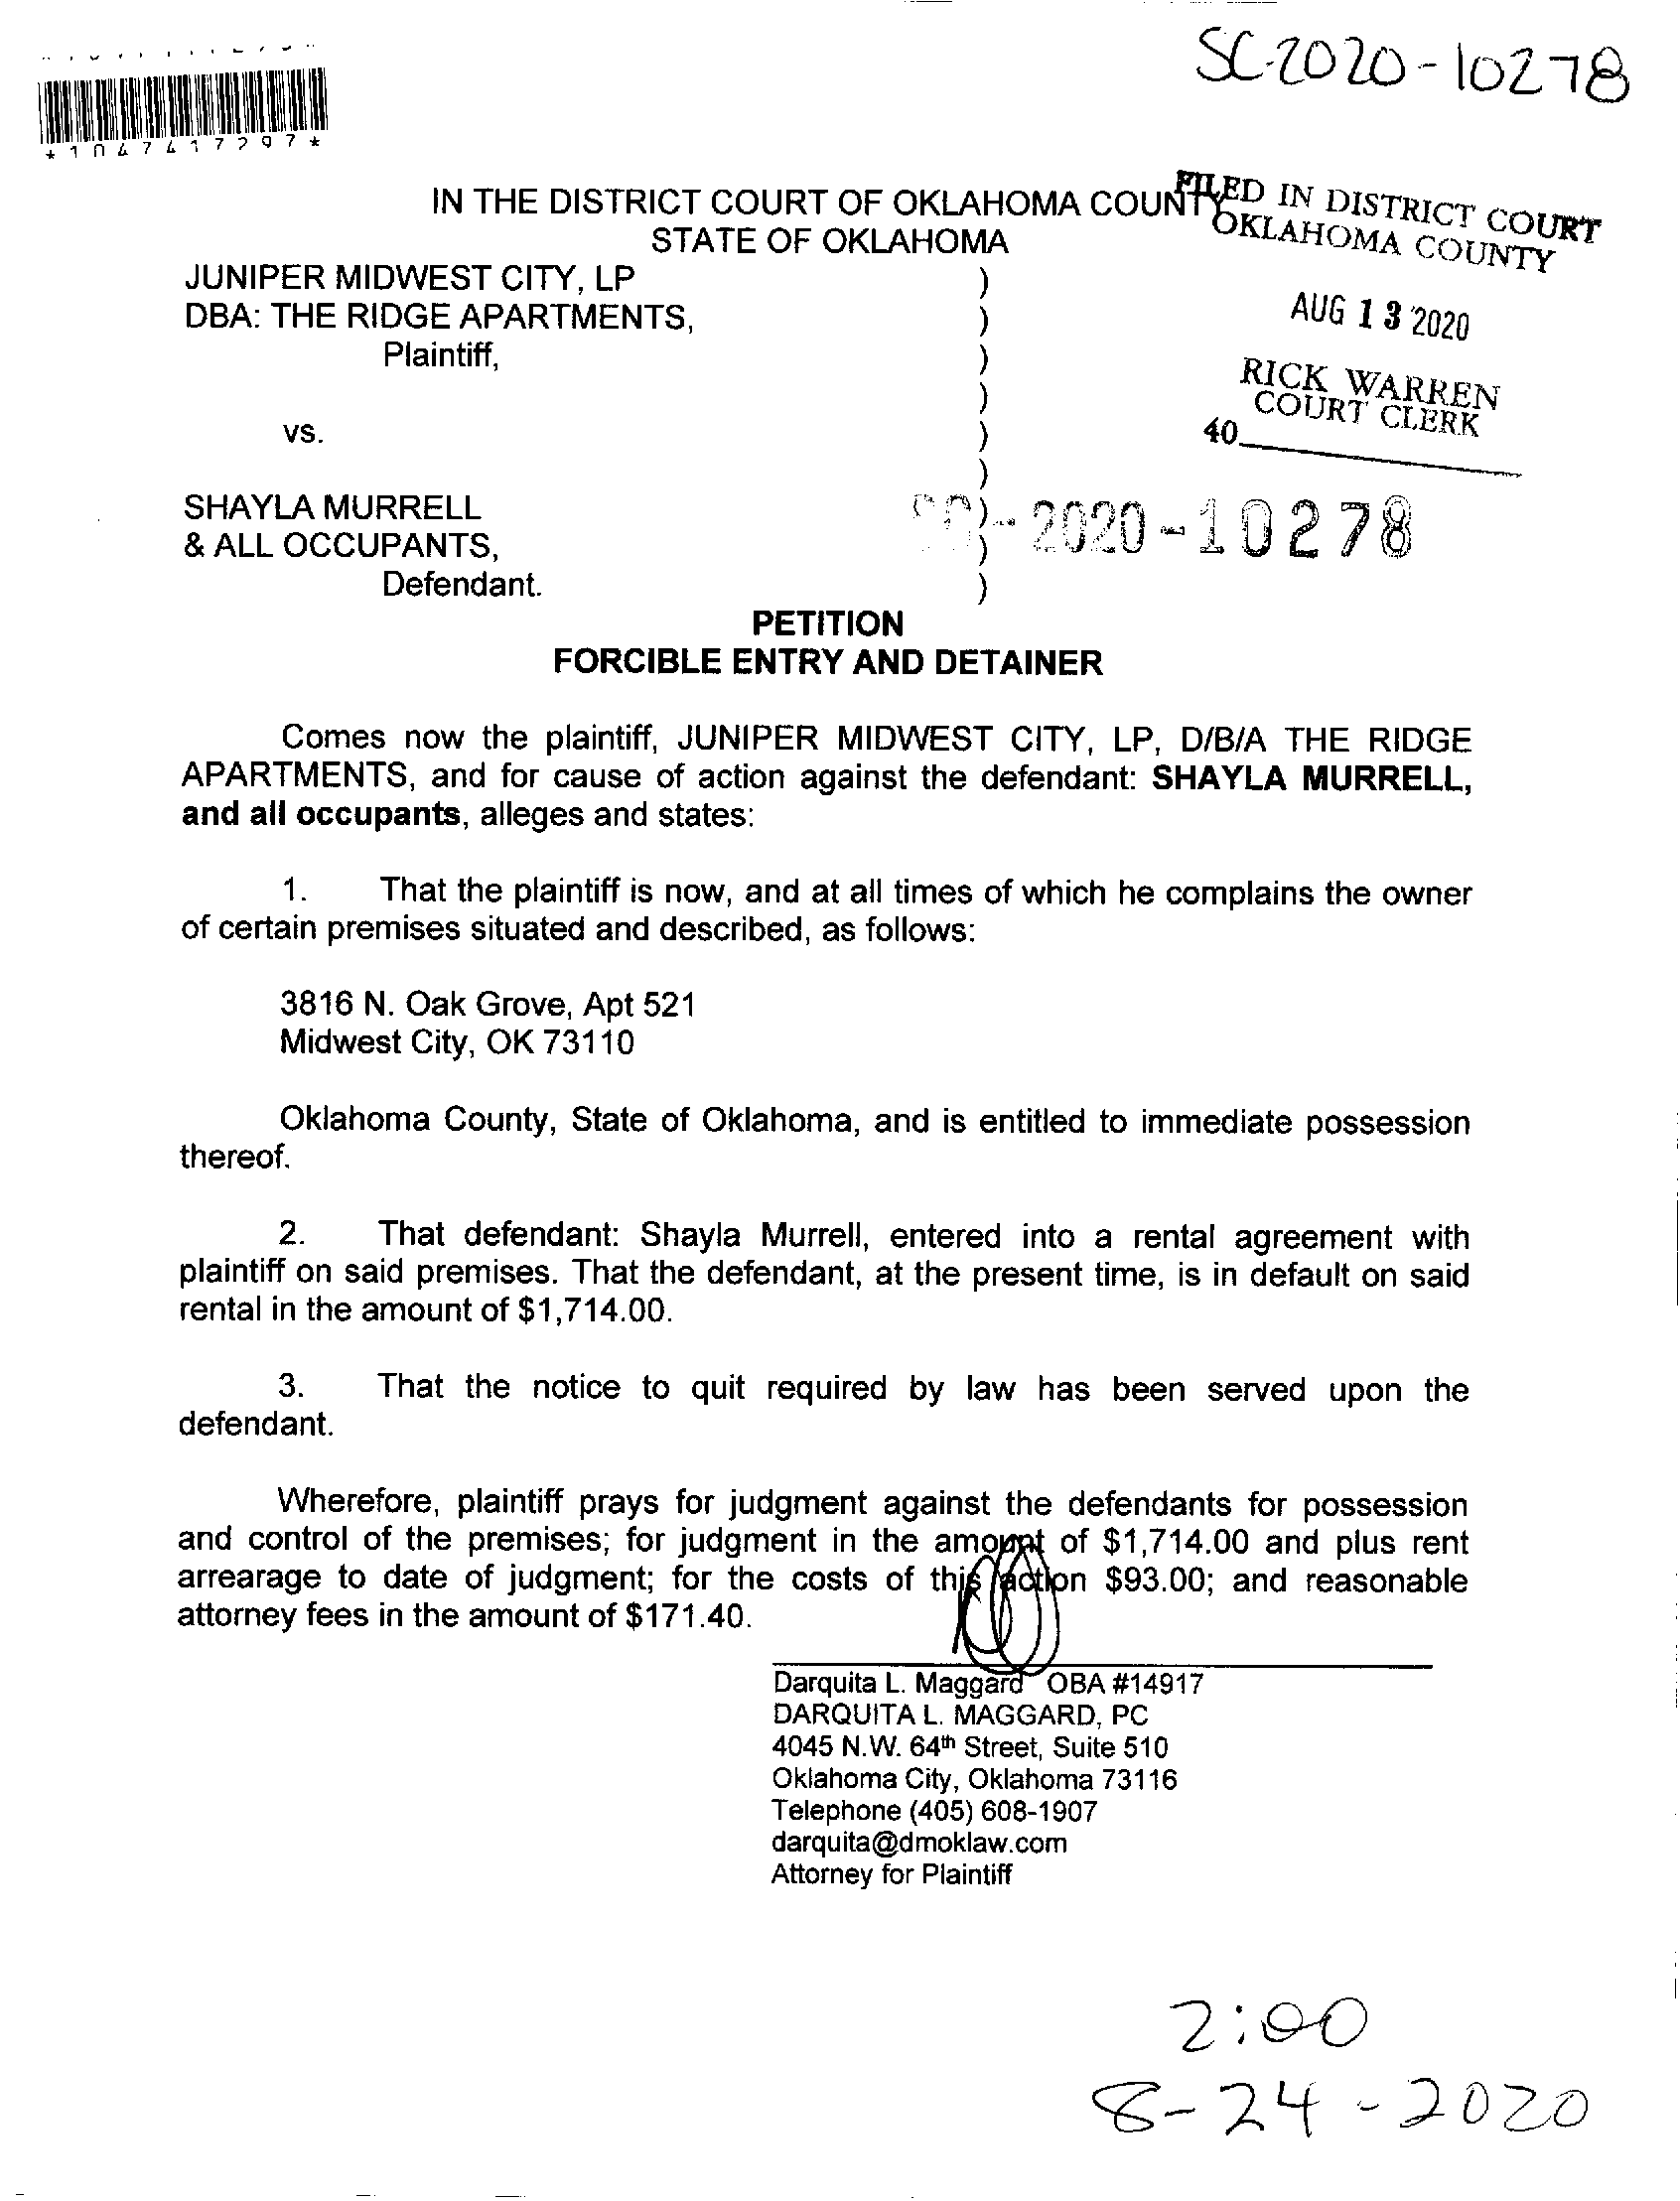 SC-2020-10278
*1047417297*
FILED IN DISTRICT COURT
OKLAHOMA COUNTY
AUG 13 2020
RICK WARREN
COURT CLERK
40
IN THE DISTRICT COURT OF OKLAHOMA COUNTY
STATE OF OKLAHOMA
JUNIPER MIDWEST CITY, LP )
DBA: THE RIDGE APARTMENTS, )
Plaintiff, )
)
vs. )
)
SHAYLA MURRELL )
& ALL OCCUPANTS, )
Defendant. )
-2020-10278
PETITION
FORCIBLE ENTRY AND DETAINER
Comes now the plaintiff, JUNIPER MIDWEST CITY, LP, D/B/A THE RIDGE
APARTMENTS, and for cause of action against the defendant: SHAYLA MURRELL,
and all occupants, alleges and states:
1. That the plaintiff is now, and at all times of which he complains the owner
of certain premises situated and described, as follows:
3816 N. Oak Grove, Apt 521
Midwest City, OK 73110
Oklahoma County, State of Oklahoma, and is entitled to immediate possession
thereof.
2. That defendant: Shayla Murrell, entered into a rental agreement with
plaintiff on said premises. That the defendant, at the present time, is in default on said
rental in the amount of $1,714.00.
3. That the notice to quit required by law has been served upon the
defendant.
Wherefore, plaintiff prays for judgment against the defendants for possession
and control of the premises; for judgment in the amount of $1,714.00 and plus rent
arrearage to date of judgment; for the costs of this action $93.00; and reasonable
attorney fees in the amount of $171.40.
Darquita L. Maggard OBA #14917
DARQUITA L. MAGGARD, PC
4045 N.W. 64th Street, Suite 510
Oklahoma City, Oklahoma 73116
Telephone (405) 608-1907
darquita@dmoklaw.com
Attorney for Plaintiff
2:00
8-24-2020